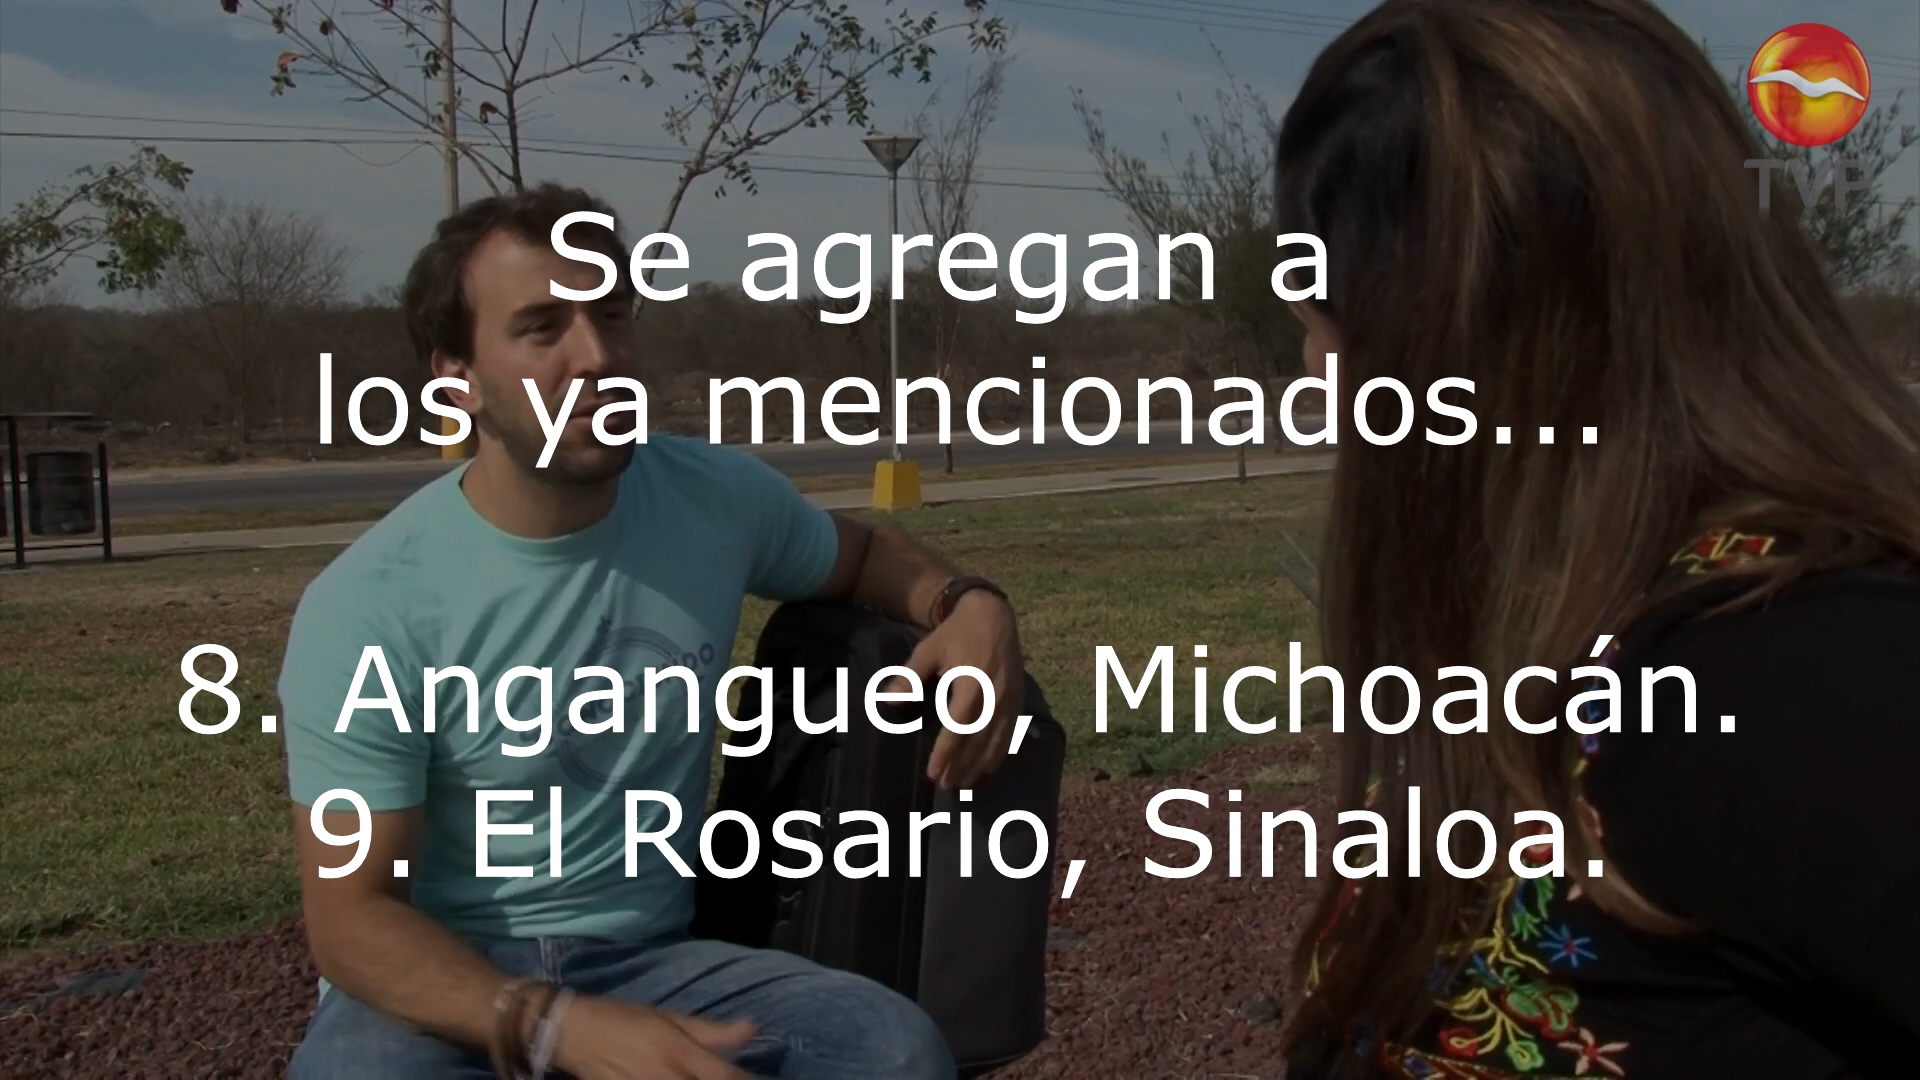 TVP
Se agregan a
los ya mencionados...
8. Angangueo, Michoacán.
9. El Rosario, Sinaloa.